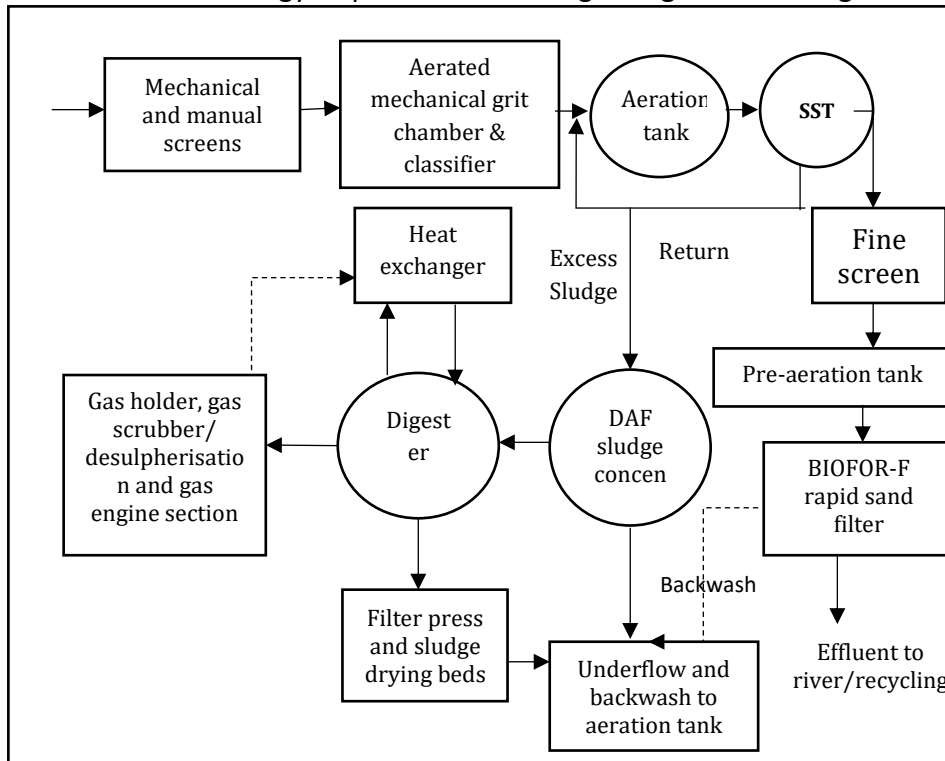 Mechanical
and manual
screens
Aerated
mechanical grit
chamber &
classifier
Aeration
tank
SST
Heat
exchanger
Excess
Sludge
Return
Fine
screen
Pre-aeration tank
Gas holder, gas
scrubber/
desulpherisatio
n and gas
engine section
Digest
er
DAF
sludge
concen
BIOFOR-F
rapid sand
filter
Backwash
Filter press
and sludge
drying beds
Underflow and
backwash to
aeration tank
Effluent to
river/recycling